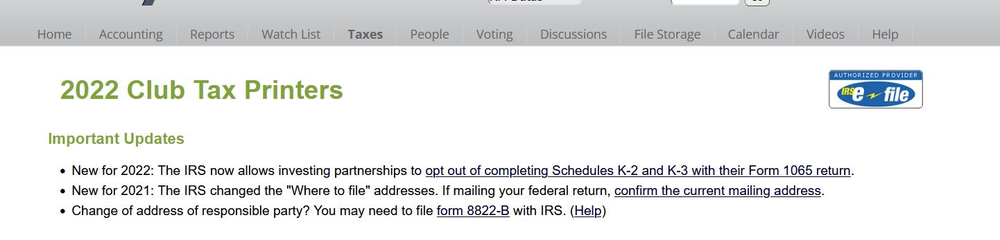 Home Accounting Reports Watch List Taxes People Voting Discussions File Storage Calendar Videos Help
2022 Club Tax Printers
AUTHORIZED PROVIDER
IRS e file
Important Updates
New for 2022: The IRS now allows investing partnerships to opt out of completing Schedules K-2 and K-3 with their Form 1065 return.
New for 2021: The IRS changed the "Where to file" addresses. If mailing your federal return, confirm the current mailing address.
Change of address of responsible party? You may need to file form 8822-B with IRS. (Help)